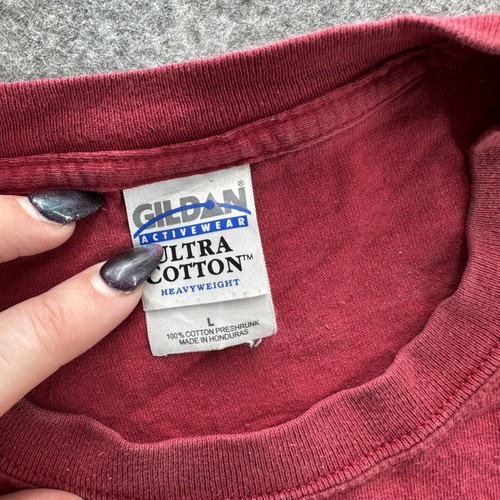 GILDAN®
ACTIVEWEAR
ULTRA
COTTON™
HEAVYWEIGHT
L
100% COTTON PRESHRUNK
MADE IN HONDURAS